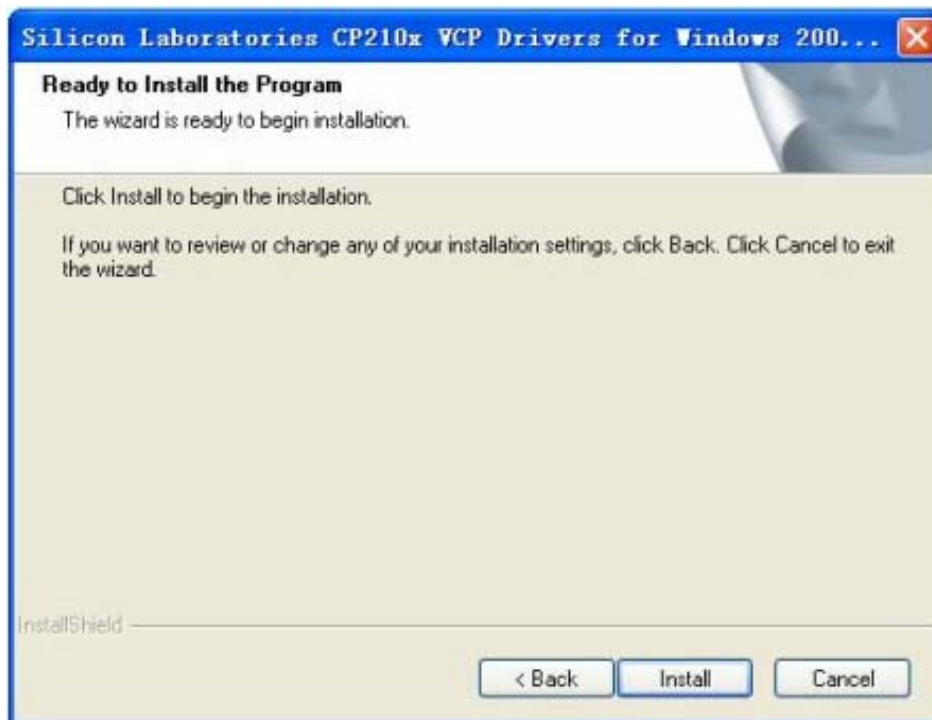 Silicon Laboratories CP210x VCP Drivers for Windows 200...
Ready to Install the Program
The wizard is ready to begin installation.
Click Install to begin the installation.
If you want to review or change any of your installation settings, click Back. Click Cancel to exit
the wizard.
InstallShield
< Back
Install
Cancel